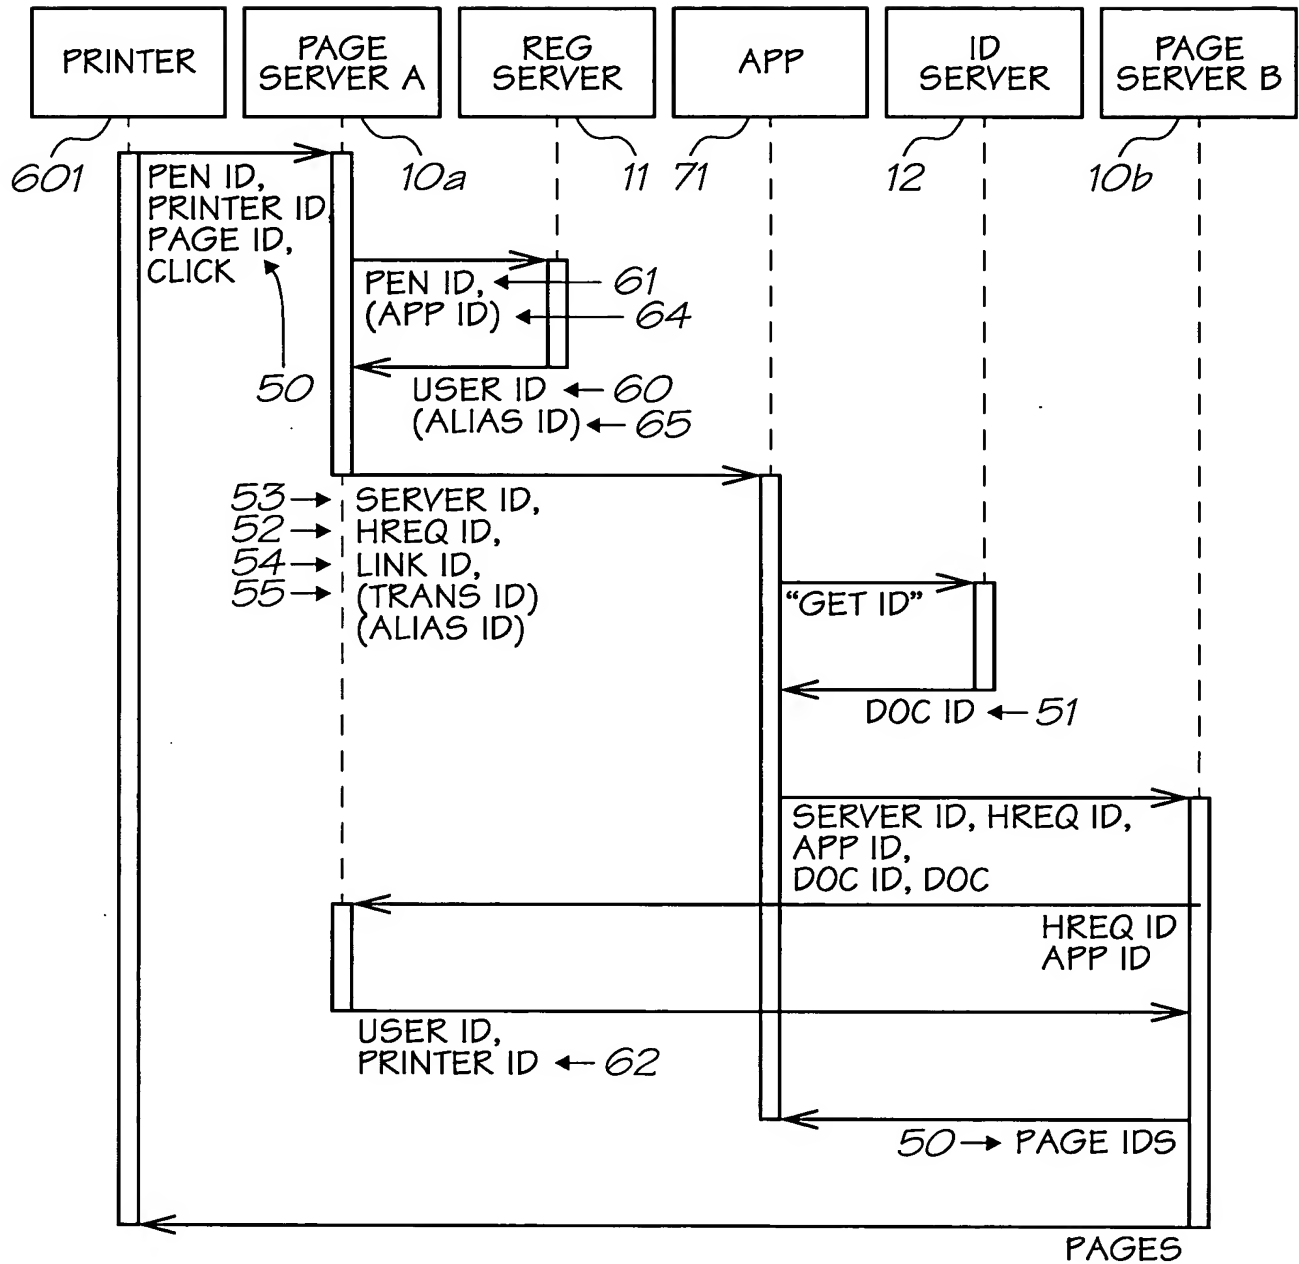 PRINTER
PAGE
SERVER A
REG
SERVER
APP
ID
SERVER
PAGE
SERVER B
601
10a
11
71
12
10b
PEN ID,
PRINTER ID
PAGE ID,
CLICK
50
PEN ID,
61
(APP ID)
64
USER ID
60
(ALIAS ID)
65
53
SERVER ID,
52
HREQ ID,
54
LINK ID,
55
(TRANS ID)
(ALIAS ID)
"GET ID"
DOC ID
51
SERVER ID, HREQ ID,
APP ID,
DOC ID, DOC
HREQ ID
APP ID
USER ID,
PRINTER ID
62
50
PAGE IDS
PAGES